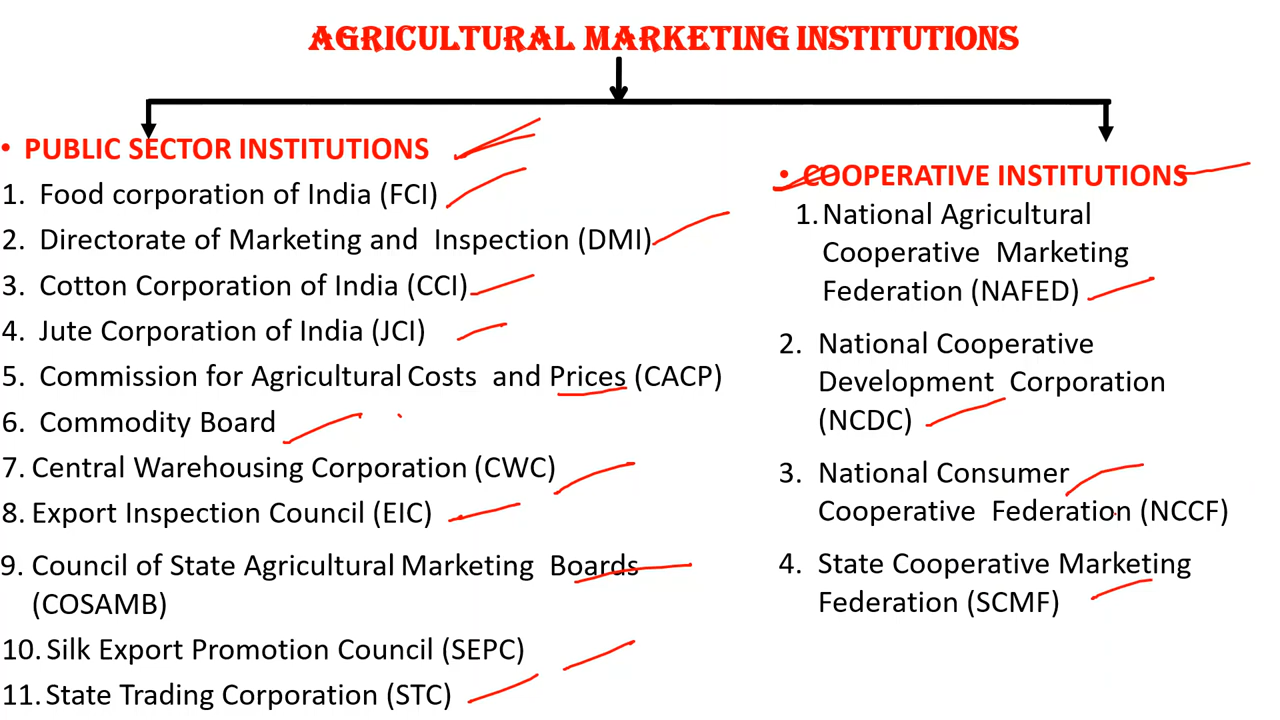 AGRICULTURAL MARKETING INSTITUTIONS
• PUBLIC SECTOR INSTITUTIONS
1. Food corporation of India (FCI)
2. Directorate of Marketing and Inspection (DMI)
3. Cotton Corporation of India (CCI)
4. Jute Corporation of India (JCI)
5. Commission for Agricultural Costs and Prices (CACP)
6. Commodity Board
7. Central Warehousing Corporation (CWC)
8. Export Inspection Council (EIC)
9. Council of State Agricultural Marketing Boards
(COSAMB)
10. Silk Export Promotion Council (SEPC)
11. State Trading Corporation (STC)
• COOPERATIVE INSTITUTIONS
1. National Agricultural
Cooperative Marketing
Federation (NAFED)
2. National Cooperative
Development Corporation
(NCDC)
3. National Consumer
Cooperative Federation (NCCF)
4. State Cooperative Marketing
Federation (SCMF)